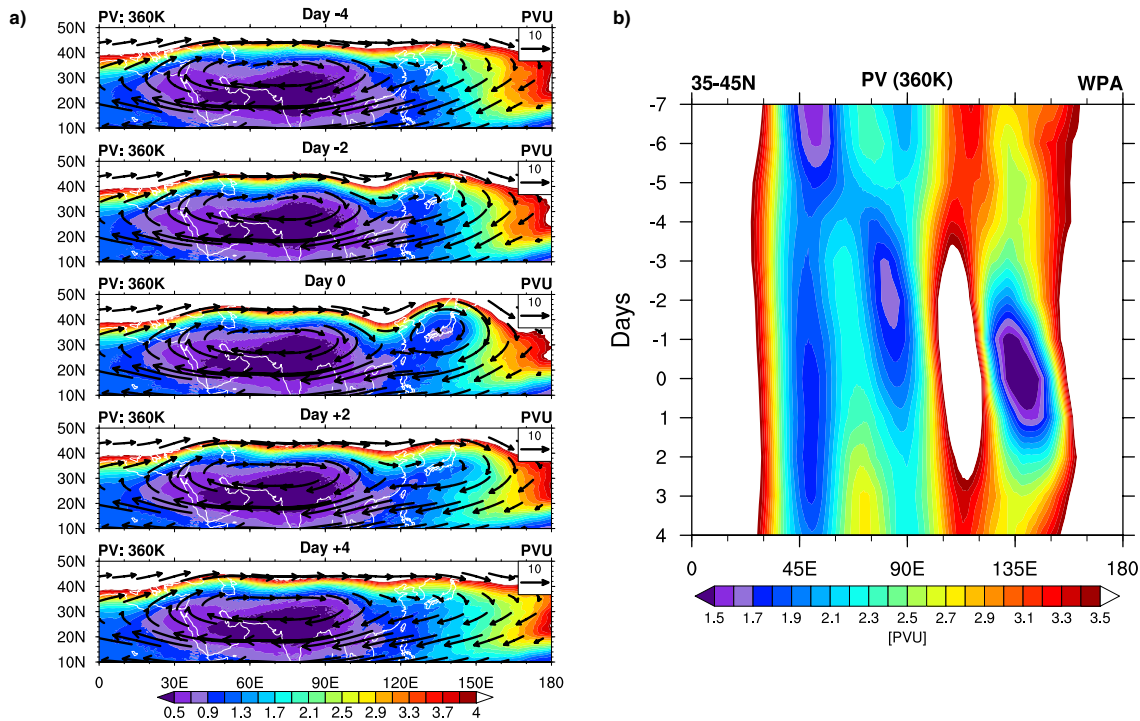 a)
PV: 360K Day -4 PVU
10
50N
40N
30N
20N
10N
PV: 360K Day -2 PVU
10
50N
40N
30N
20N
10N
PV: 360K Day 0 PVU
10
50N
40N
30N
20N
10N
PV: 360K Day +2 PVU
10
50N
40N
30N
20N
10N
PV: 360K Day +4 PVU
10
50N
40N
30N
20N
10N
0 30E 60E 90E 120E 150E 180
0.5 0.9 1.3 1.7 2.1 2.5 2.9 3.3 3.7 4
b)
35-45N PV (360K) WPA
Days
-7
-6
-5
-4
-3
-2
-1
0
1
2
3
4
0 45E 90E 135E 180
1.5 1.7 1.9 2.1 2.3 2.5 2.7 2.9 3.1 3.3 3.5
[PVU]